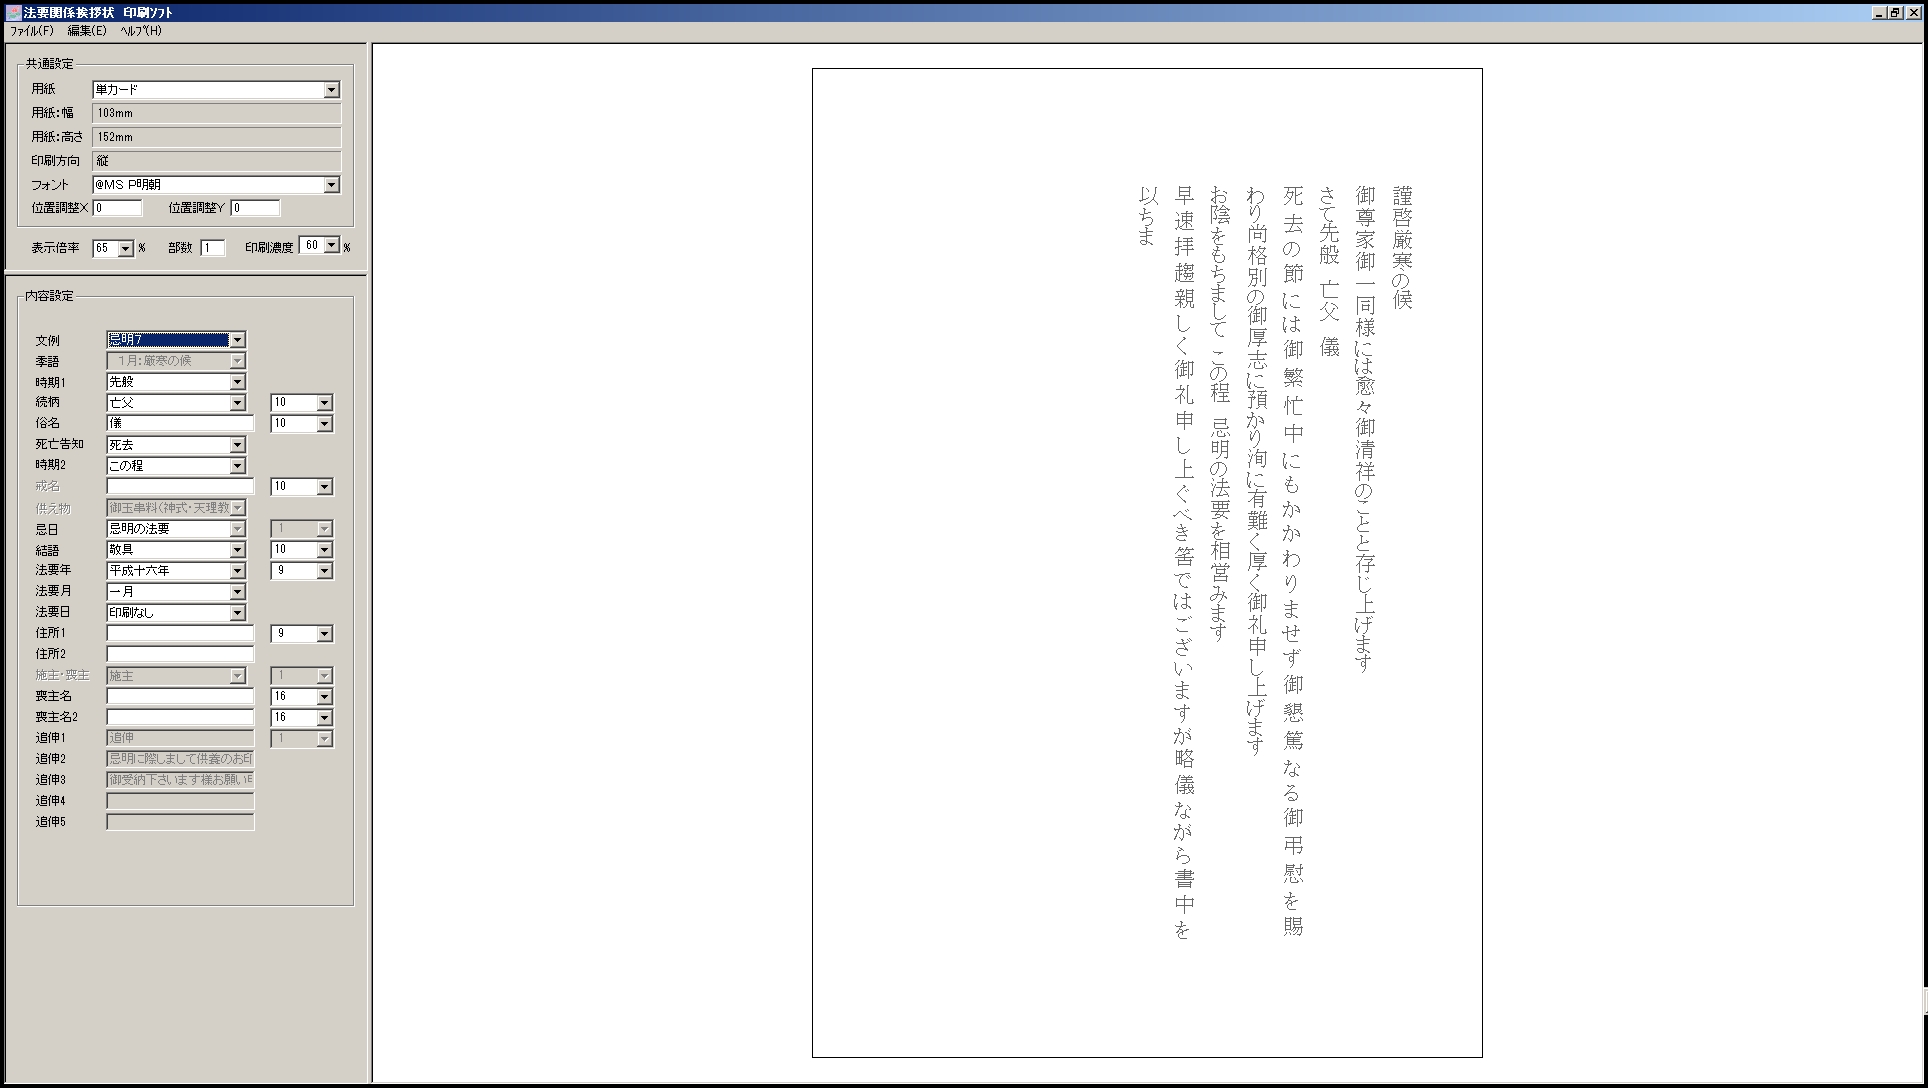 法要関係挨拶状 印刷ソフト
ファイル(F) 編集(E) ヘルプ(H)
共通設定
用紙 単カード
用紙:幅 103mm
用紙:高さ 152mm
印刷方向 縦
フォント @MS P明朝
位置調整X 0 位置調整Y 0
表示倍率 65 % 部数 1 印刷濃度 60 %
内容設定
文例 忌明7
季語 1月:厳寒の候
時期1 先般
続柄 亡父 10
俗名 儀 10
死亡告知 死去
時期2 この程
戒名 10
供え物 御玉串料(神式・天理教
忌日 忌明の法要 1
結語 敬具 10
法要年 平成十六年 9
法要月 一月
法要日 印刷なし
住所1 9
住所2
施主・喪主 施主 1
喪主名 16
喪主名2 16
追伸1 追伸 1
追伸2 忌明に際しまして供養のお印
追伸3 御受納下さいます様お願い申
追伸4
追伸5
謹啓厳寒の候
御尊家御一同様には愈々御清祥のことと存じ上げます
さて先般 亡父 儀
死去の節には御繁忙中にもかかわりませず御懇篤なる御弔慰を賜
わり尚格別の御厚志に預かり洵に有難く厚く御礼申し上げます
お陰をもちまして この程 忌明の法要を相営みます
早速拝趨親しく御礼申し上ぐべき筈ではございますが略儀ながら書中を
以ちま